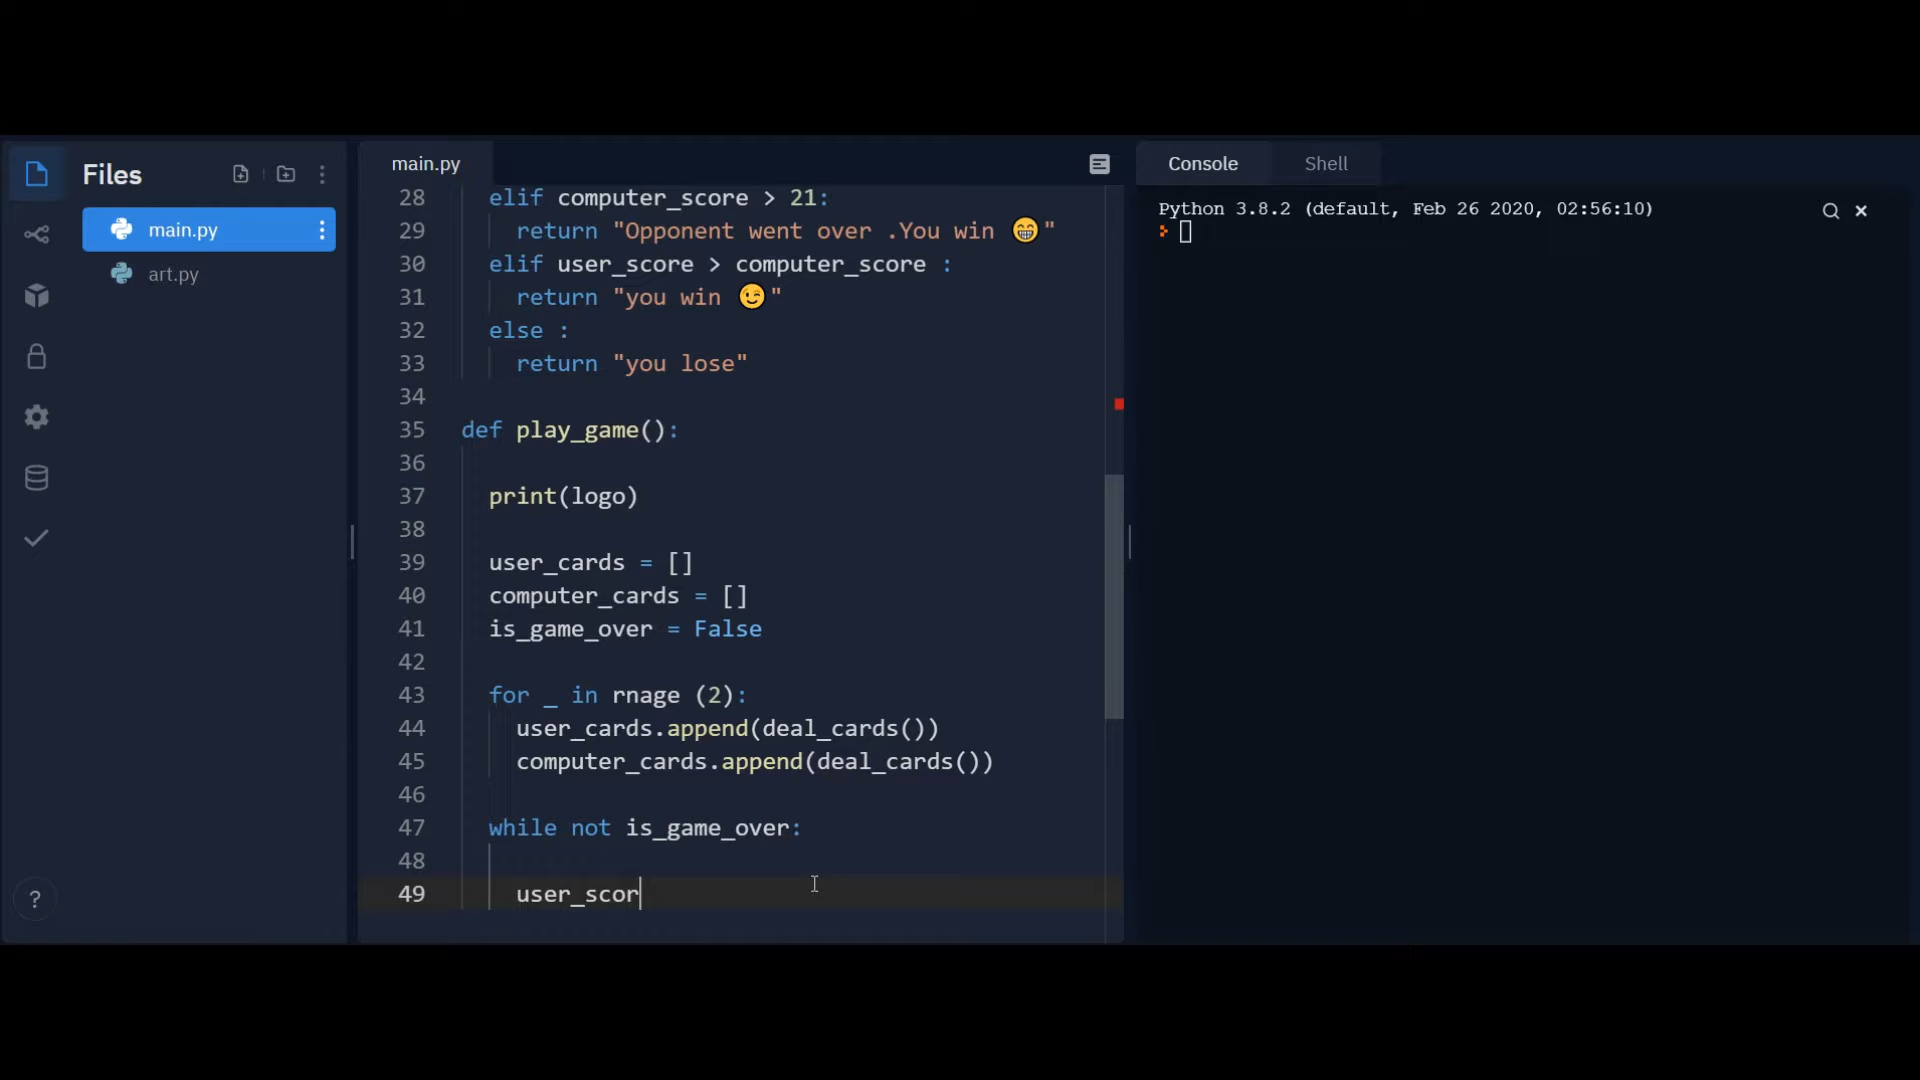 Files
main.py
art.py
?
main.py
28 elif computer_score > 21:
29 return "Opponent went over .You win 😁"
30 elif user_score > computer_score :
31 return "you win 😉"
32 else :
33 return "you lose"
34
35 def play_game():
36
37 print(logo)
38
39 user_cards = []
40 computer_cards = []
41 is_game_over = False
42
43 for _ in rnage (2):
44 user_cards.append(deal_cards())
45 computer_cards.append(deal_cards())
46
47 while not is_game_over:
48
49 user_scor
Console Shell
Python 3.8.2 (default, Feb 26 2020, 02:56:10)